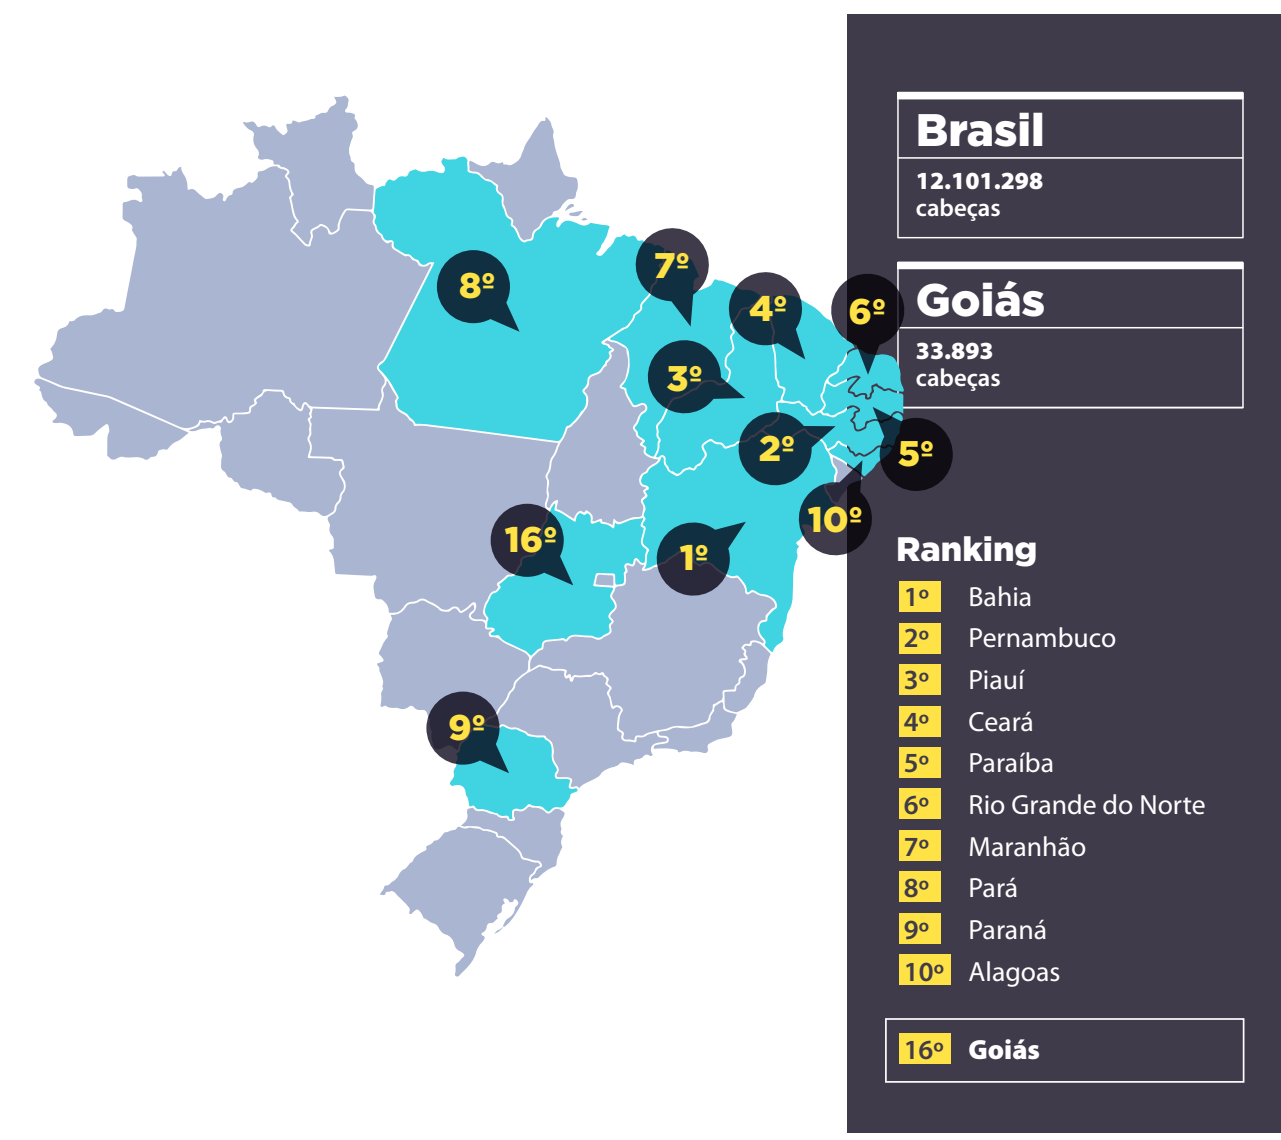 8º
7º
4º
6º
3º
2º
5º
10º
16º
1º
9º
Brasil
12.101.298
cabeças
Goiás
33.893
cabeças
Ranking
1º Bahia
2º Pernambuco
3º Piauí
4º Ceará
5º Paraíba
6º Rio Grande do Norte
7º Maranhão
8º Pará
9º Paraná
10º Alagoas
16º Goiás